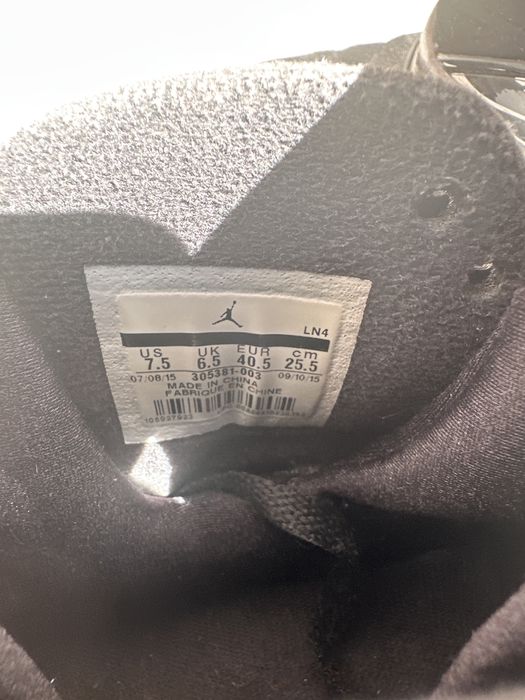 LN4
US UK EUR cm
7.5 6.5 40.5 25.5
07/08/15 305381-003 09/10/15
MADE IN CHINA
FABRIQUE EN CHINE